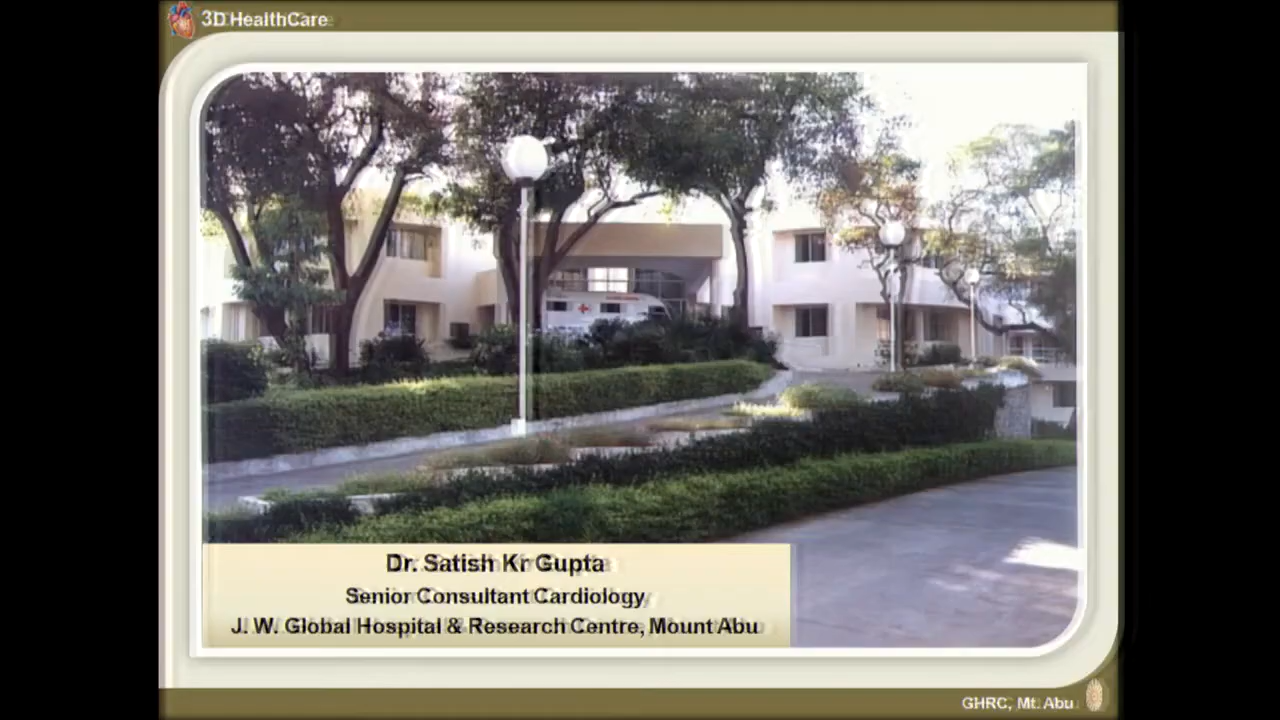 3D HealthCare
Dr. Satish Kr Gupta
Senior Consultant Cardiology
J. W. Global Hospital & Research Centre, Mount Abu
GHRC, Mt. Abu